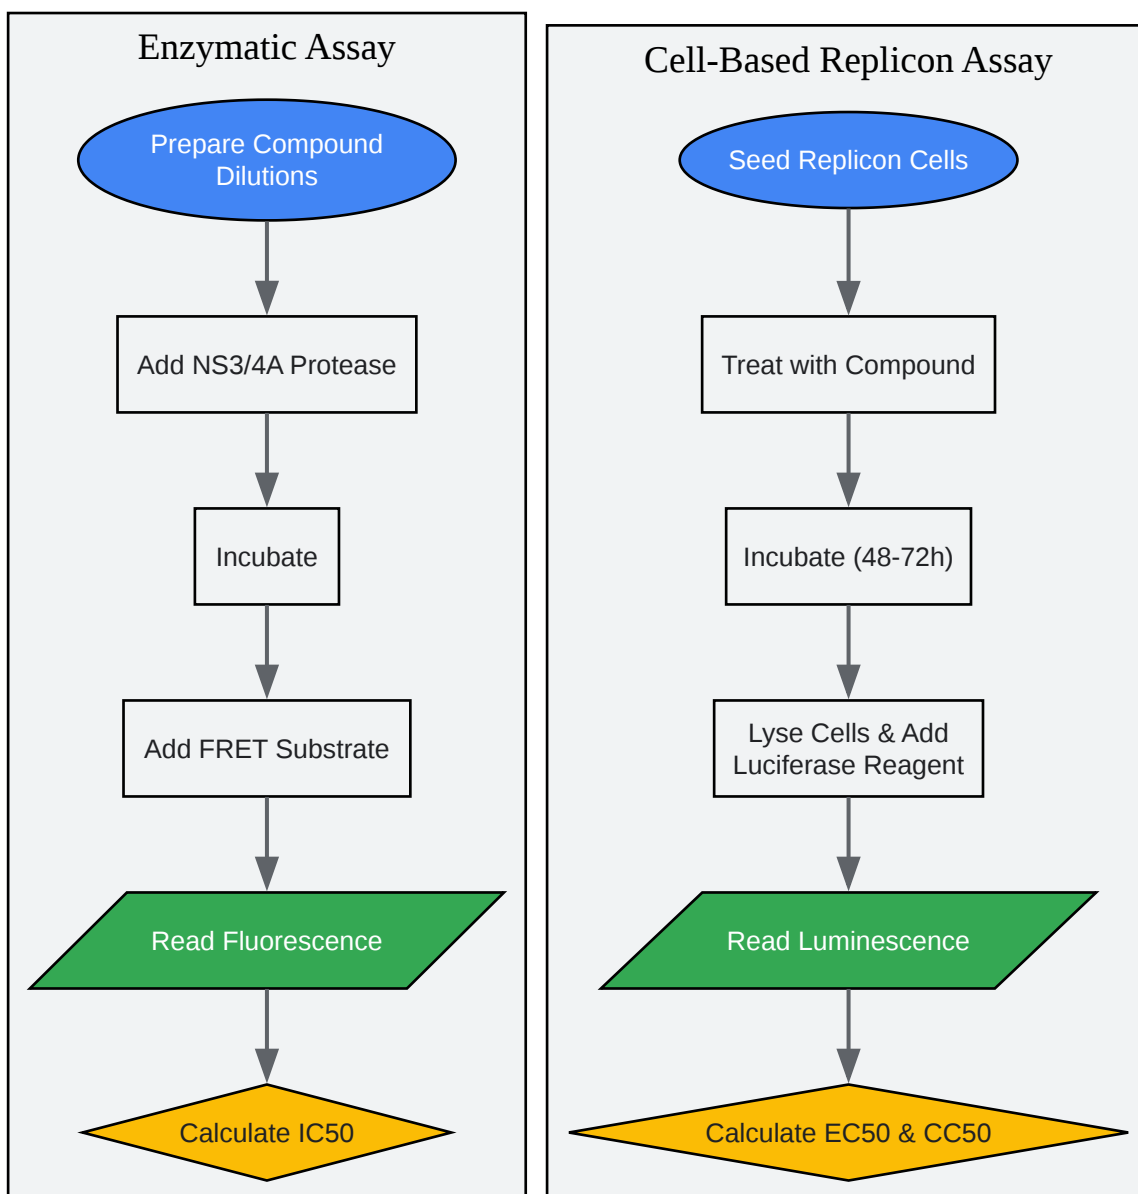 Enzymatic Assay
Prepare Compound
Dilutions
Add NS3/4A Protease
Incubate
Add FRET Substrate
Read Fluorescence
Calculate IC50
Cell-Based Replicon Assay
Seed Replicon Cells
Treat with Compound
Incubate (48-72h)
Lyse Cells & Add
Luciferase Reagent
Read Luminescence
Calculate EC50 & CC50